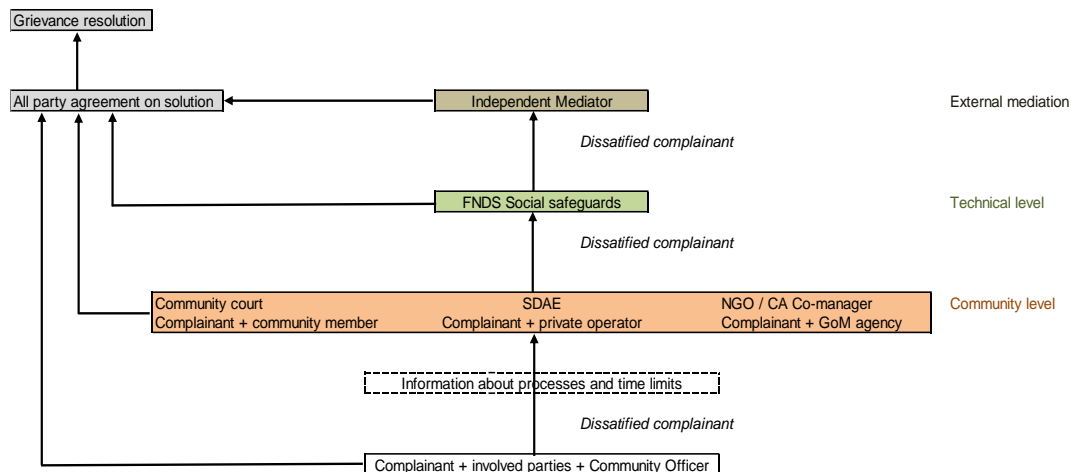 Grievance resolution
All party agreement on solution
Independent Mediator
External mediation
Dissatified complainant
FNDS Social safeguards
Technical level
Dissatified complainant
Community court
SDAE
NGO / CA Co-manager
Community level
Complainant + community member
Complainant + private operator
Complainant + GoM agency
Information about processes and time limits
Dissatified complainant
Complainant + involved parties + Community Officer